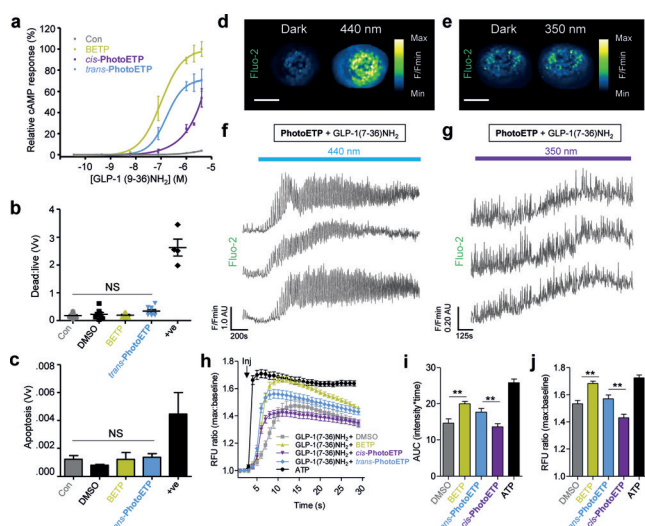 a
Con
BETP
cis-PhotoETP
trans-PhotoETP
Relative cAMP response (%)
120
100
80
60
40
20
0
-12 -11 -10 -9 -8 -7 -6 -5
[GLP-1 (9-36)NH2] (M)
b
Dead:live (Vv)
4
3
2
1
0
NS
Con
DMSO
BETP
trans-PhotoETP
+ve
c
Apoptosis (Vv)
.008
.006
.004
.002
.000
NS
Con
DMSO
BETP
trans-PhotoETP
+ve
d
Fluo-2
Dark
440 nm
Max
F/Fmin
Min
e
Fluo-2
Dark
350 nm
Max
F/Fmin
Min
f
PhotoETP + GLP-1(7-36)NH2
440 nm
Fluo-2
F/Fmin
1.0 AU
200s
g
PhotoETP + GLP-1(7-36)NH2
350 nm
Fluo-2
F/Fmin
0.20 AU
125s
h
Inj
RFU ratio (max:baseline)
1.8
1.6
1.4
1.2
1.0
GLP-1(7-36)NH2+ DMSO
GLP-1(7-36)NH2+ BETP
GLP-1(7-36)NH2+ cis-PhotoETP
GLP-1(7-36)NH2+ trans-PhotoETP
ATP
5 10 15 20 25 30
Time (s)
i
AUC (intensity*time)
30
20
10
0
**
**
DMSO
BETP
trans-PhotoETP
cis-PhotoETP
ATP
j
RFU ratio (max:baseline)
1.8
1.6
1.4
1.2
1.0
**
**
DMSO
BETP
trans-PhotoETP
cis-PhotoETP
ATP